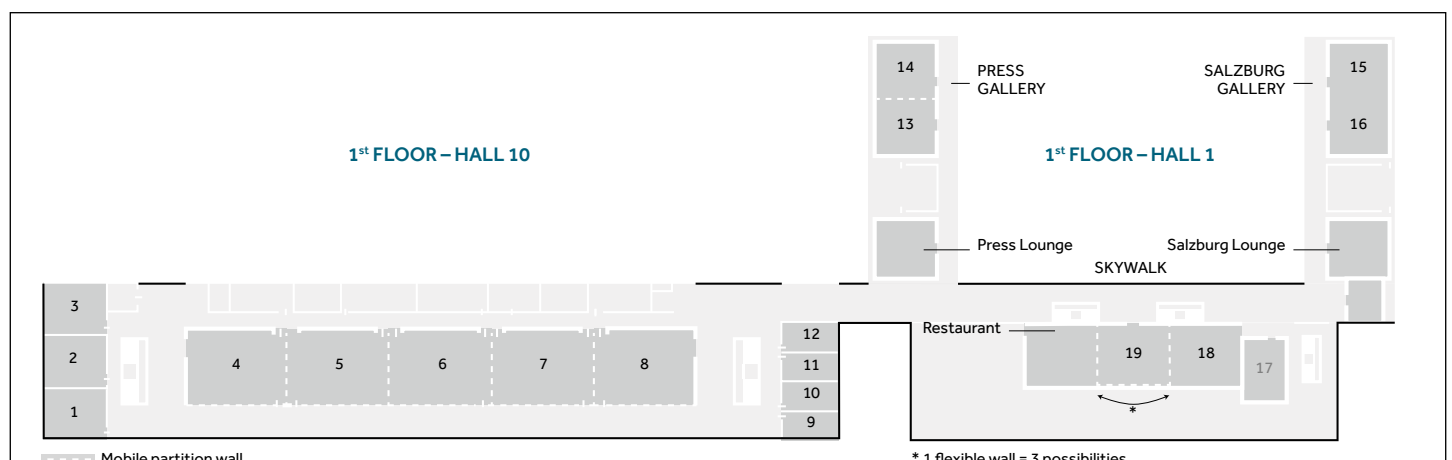 14
PRESS
GALLERY
SALZBURG
GALLERY
15
13
16
1st FLOOR – HALL 10
1st FLOOR – HALL 1
Press Lounge
Salzburg Lounge
SKYWALK
3
Restaurant
12
2
4
5
6
7
8
11
19
18
17
10
1
9
*
Mobile partition wall
* 1 flexible wall = 3 possibilities